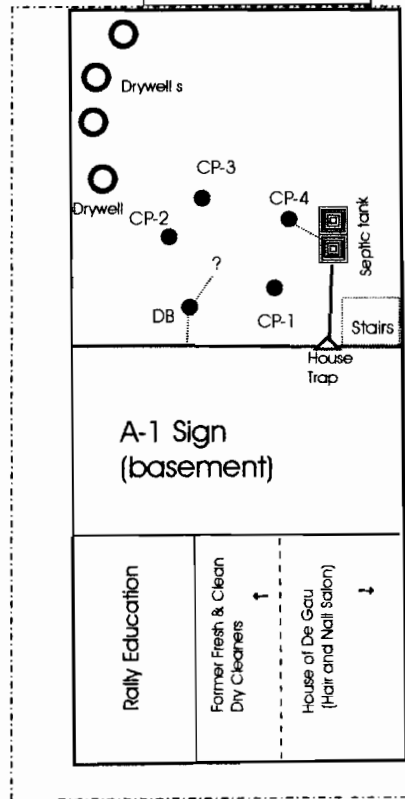 Drywell s
Drywell
CP-3
CP-4
CP-2
Septic tank
?
DB
CP-1
Stairs
House
Trap
A-1 Sign
(basement)
Rally Education
Former Fresh & Clean
Dry Cleaners
House of De Gau
(Hair and Nail Salon)